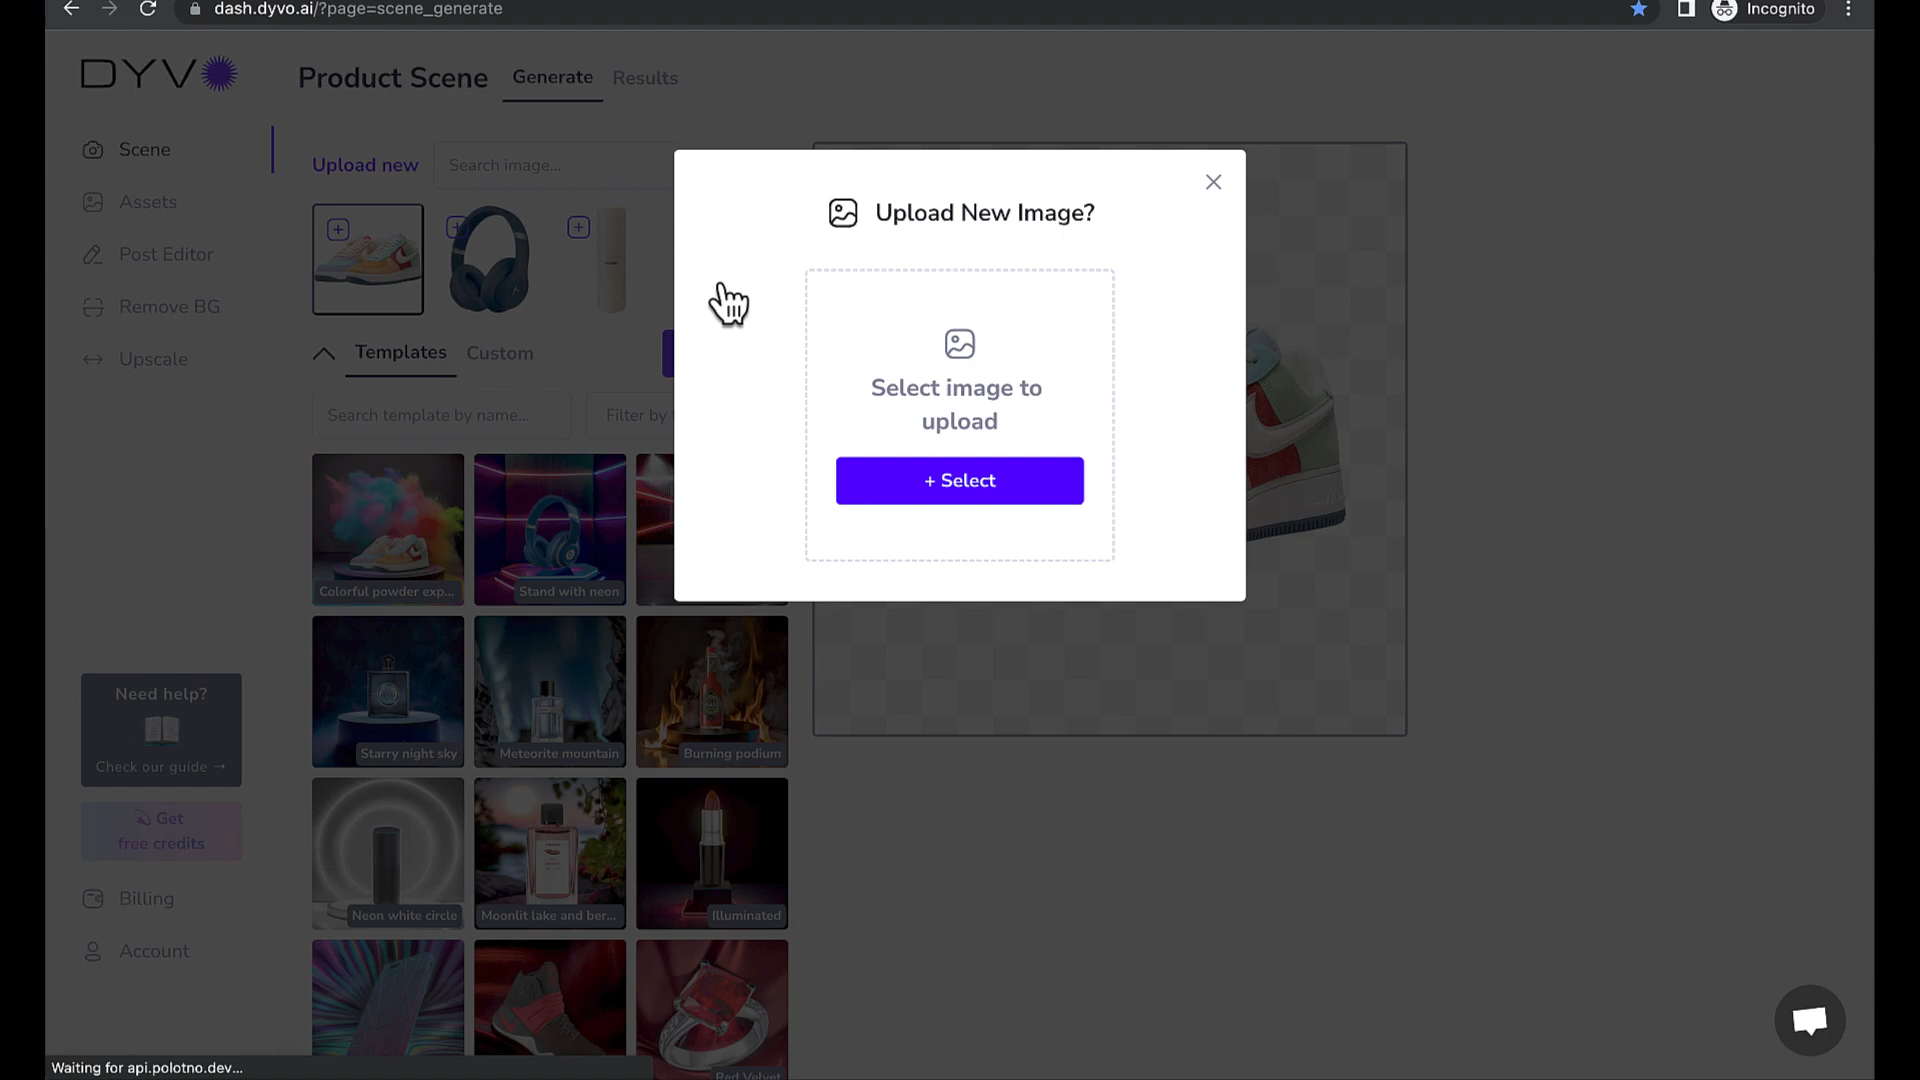 dash.dyvo.ai/?page=scene_generate
Incognito
DYVO
Product Scene
Generate
Results
Scene
Assets
Post Editor
Remove BG
Upscale
Upload new
Search image...
Templates
Custom
Search template by name...
Filter by
Upload New Image?
Select image to
upload
+ Select
Colorful powder exp...
Stand with neon
Starry night sky
Meteorite mountain
Burning podium
Neon white circle
Moonlit lake and ber...
Illuminated
Red Velvet
Need help?
Check our guide →
Get
free credits
Billing
Account
Waiting for api.polotno.dev...